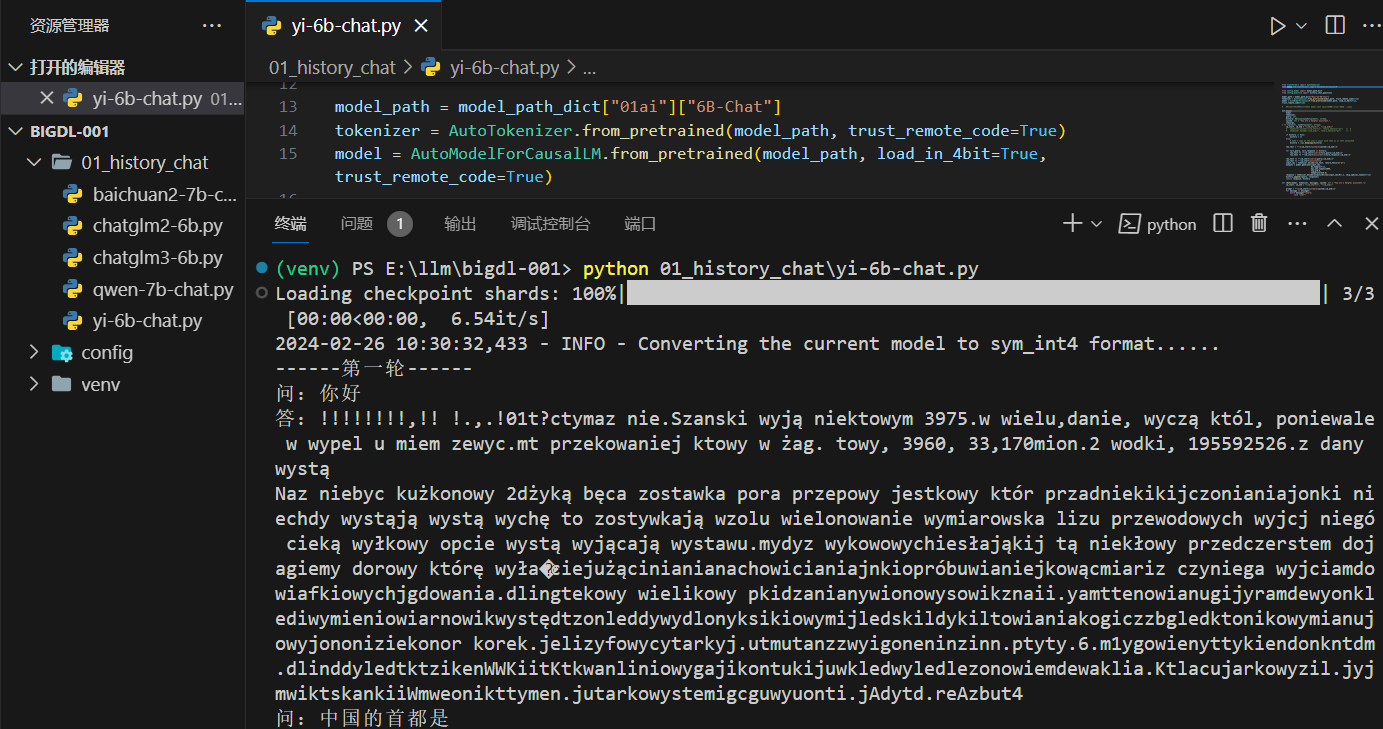 资源管理器
打开的编辑器
yi-6b-chat.py 01...
BIGDL-001
01_history_chat
baichuan2-7b-c...
chatglm2-6b.py
chatglm3-6b.py
qwen-7b-chat.py
yi-6b-chat.py
config
venv
yi-6b-chat.py
01_history_chat > yi-6b-chat.py > ...
12
13 model_path = model_path_dict["01ai"]["6B-Chat"]
14 tokenizer = AutoTokenizer.from_pretrained(model_path, trust_remote_code=True)
15 model = AutoModelForCausalLM.from_pretrained(model_path, load_in_4bit=True,
trust_remote_code=True)
16
终端 问题 1 输出 调试控制台 端口
python
(venv) PS E:\llm\bigdl-001> python 01_history_chat\yi-6b-chat.py
Loading checkpoint shards: 100%| | 3/3
[00:00<00:00, 6.54it/s]
2024-02-26 10:30:32,433 - INFO - Converting the current model to sym_int4 format......
------第一轮------
问: 你好
答: !!!!!!!!,!! !.,.!01t?ctymaz nie.Szanski wyją niektowym 3975.w wielu,danie, wyczą któl, poniewale
w wypel u miem zewyc.mt przekowaniej ktowy w żag. towy, 3960, 33,170mion.2 wodki, 195592526.z dany
wystą
Naz niebyc kużkonowy 2dżyką bęca zostawka pora przepowy jestkowy któr przadniekikijczonianiajonki ni
echdy wystąją wystą wychę to zostywkają wzolu wielonowanie wymiarowska lizu przewodowych wyjcj niegó
cieką wyłkowy opcie wystą wyjącają wystawu.mydyz wykowowychiesłająkij tą niekłowy przedczerstem doj
agiemy dorowy którę wyła�ciejużąciniania­nachowicianiajnkiopróbuwianiejkowącmiariz czyniega wyjciamdo
wiafkiowychjgdowania.dlingtekowy wielikowy pkidzanianywionowysowikznaii.yamttenowianugijyramdewyonkl
ediwymieniowiarnowikwystędtzonleddywydlonyksikiowymijledskildykiltowianiakogiczzbgledktonikowymianuj
owyjononiziekonor korek.jelizyfowycytarkyj.utmutanzzwyigoneninzinn.ptyty.6.m1ygowienyttykiendonkntdm
.dlinddyledtktzikenWWKiitKtkwanliniowygajikontukijuwkledwyledlezonowiemdewaklia.Ktlacujarkowyzil.jyj
mwiktskankiiWmweonikttymen.jutarkowystemigcguwyuonti.jAdytd.reAzbut4
问: 中国的首都是